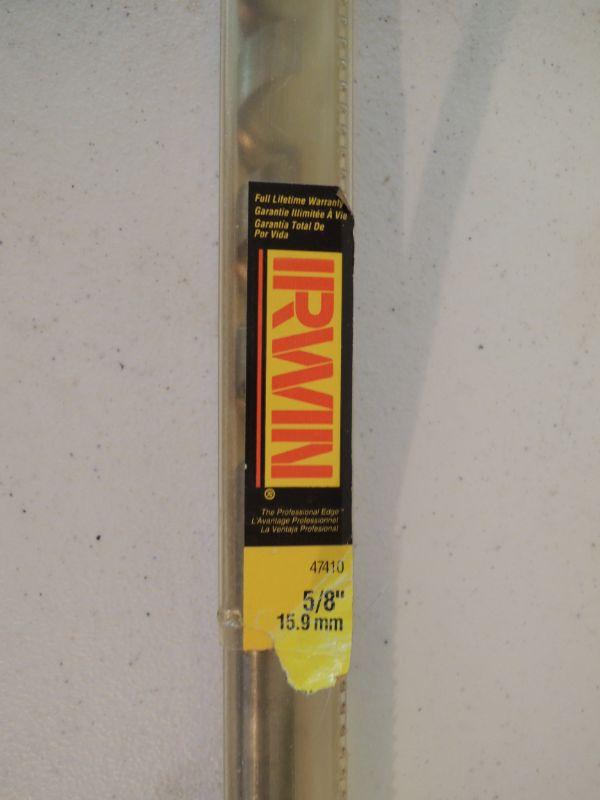 Full Lifetime Warranty
Garantie Illimitée À Vie
Garantía Total De
Por Vida
IRWIN
®
The Professional Edge™
L'Avantage Professionnel
La Ventaja Profesional
47410
5/8"
15.9 mm